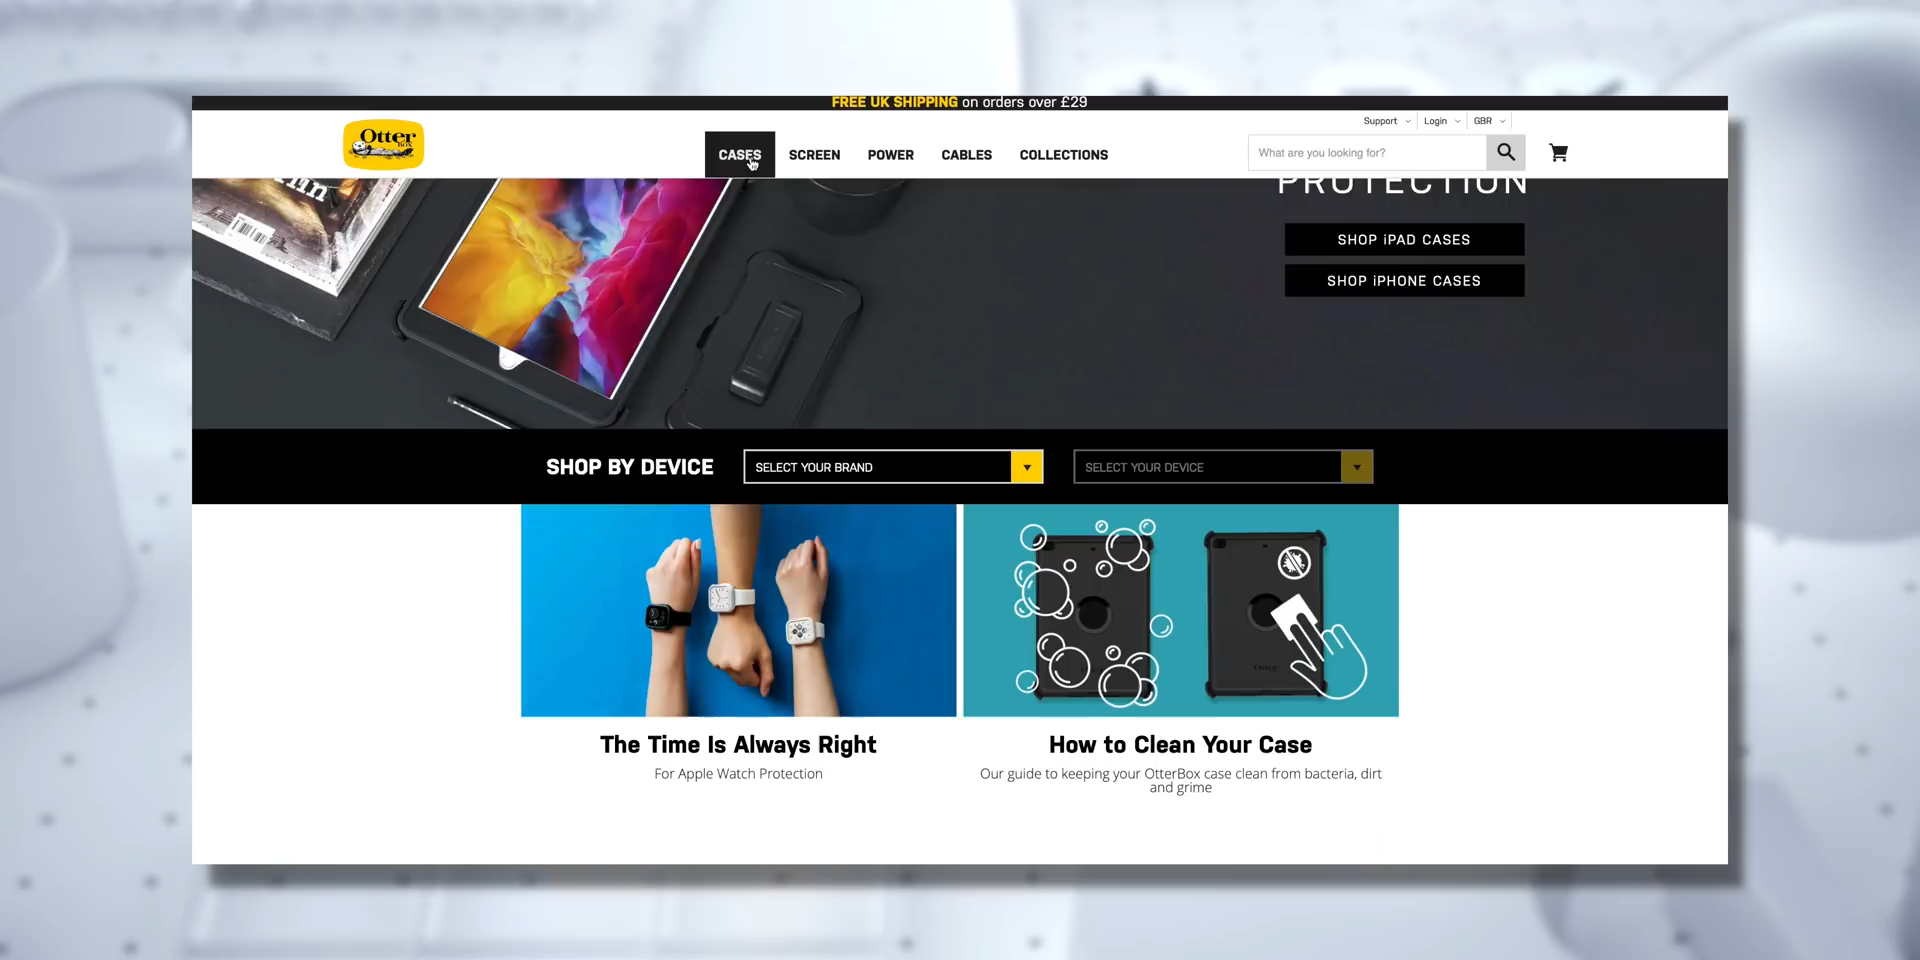 FREE UK SHIPPING on orders over £29
Support
Login
GBR
Otter
BOX
CASES
SCREEN
POWER
CABLES
COLLECTIONS
What are you looking for?
PROTECTION
SHOP iPAD CASES
SHOP iPHONE CASES
SHOP BY DEVICE
SELECT YOUR BRAND
SELECT YOUR DEVICE
The Time Is Always Right
For Apple Watch Protection
How to Clean Your Case
Our guide to keeping your OtterBox case clean from bacteria, dirt
and grime